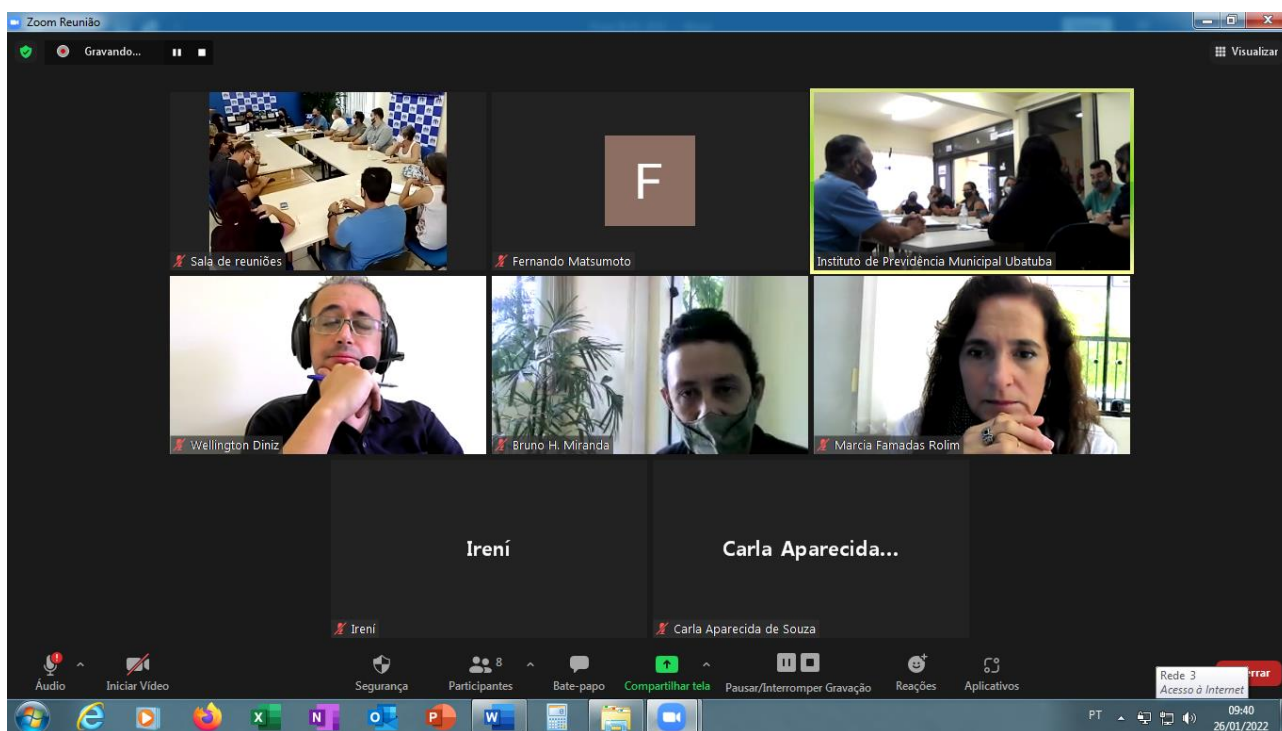 Zoom Reunião
Gravando...
Visualizar
F
Sala de reuniões
Fernando Matsumoto
Instituto de Previdência Municipal Ubatuba
Wellington Diniz
Bruno H. Miranda
Marcia Famadas Rolim
Irení
Carla Aparecida...
Irení
Carla Aparecida de Souza
8
Áudio
Iniciar Vídeo
Segurança
Participantes
Bate-papo
Compartilhar tela
Pausar/Interromper Gravação
Reações
Aplicativos
rrar
Rede 3
Acesso à Internet
PT
09:40
26/01/2022